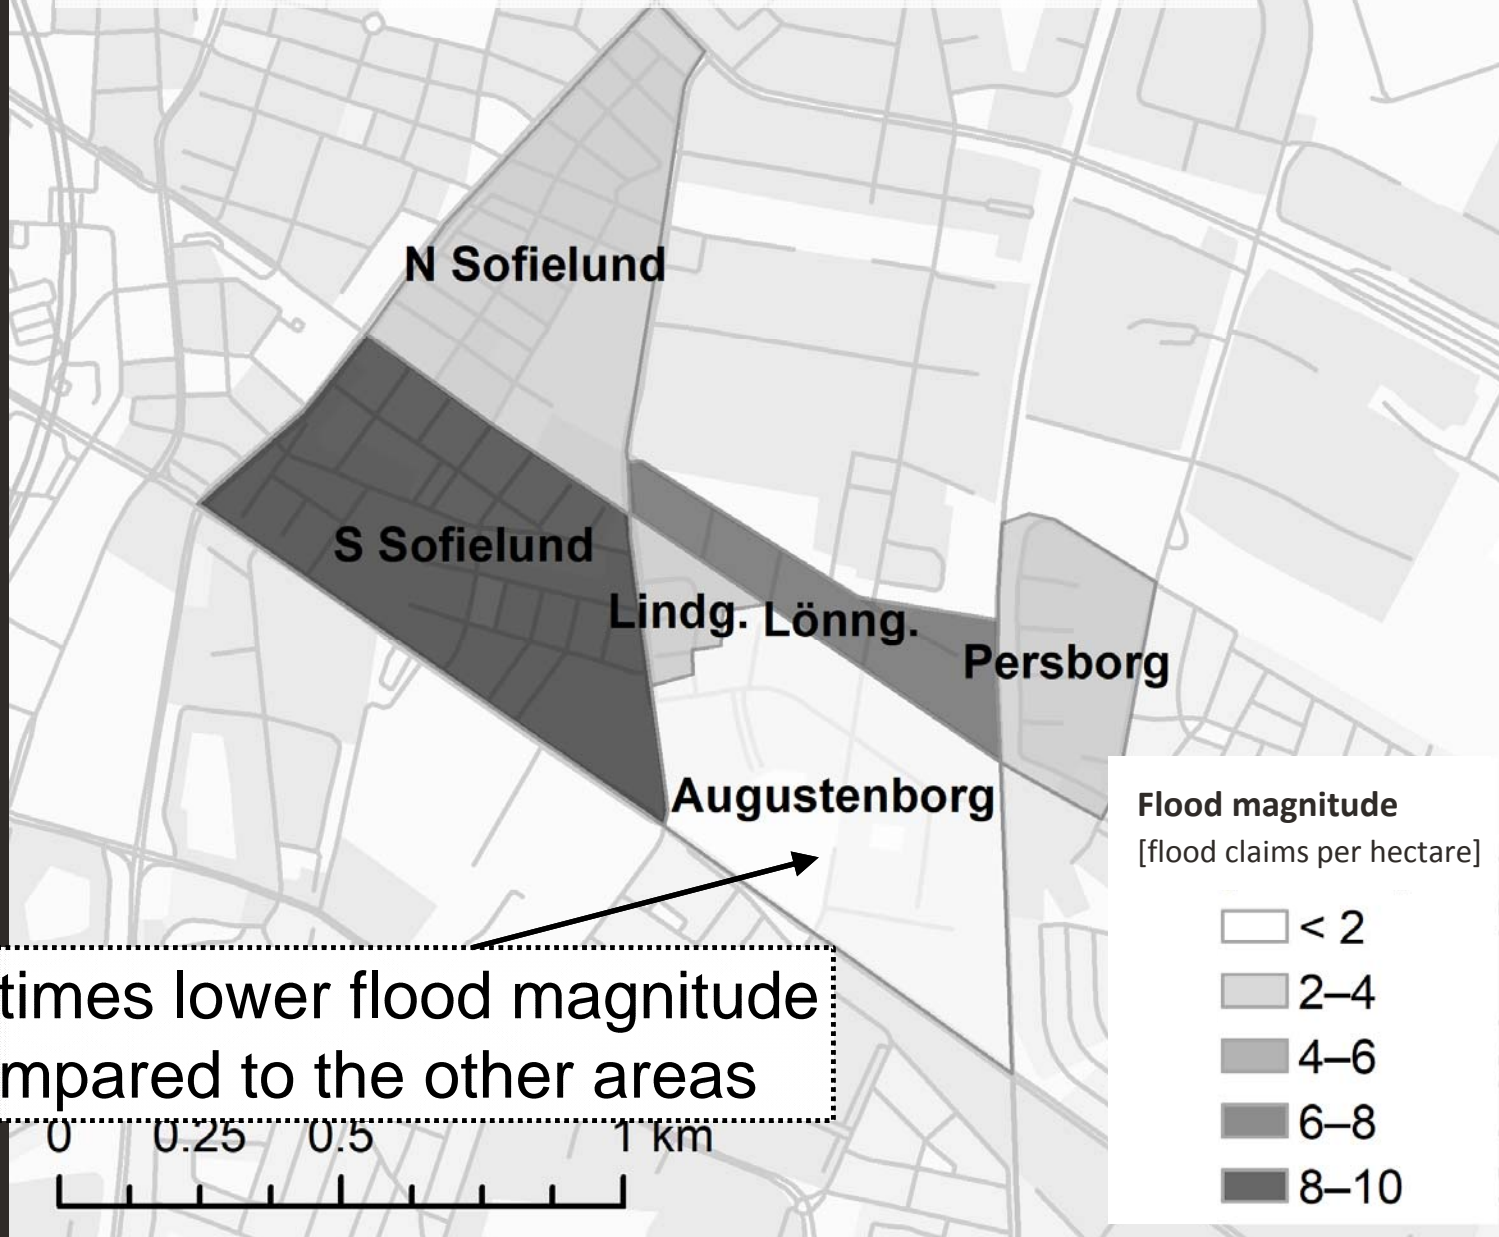 N Sofielund
S Sofielund
Lindg. Lönng.
Persborg
Augustenborg
Flood magnitude
[flood claims per hectare]
< 2
2–4
4–6
6–8
8–10
times lower flood magnitude
mpared to the other areas
0 0.25 0.5 1 km